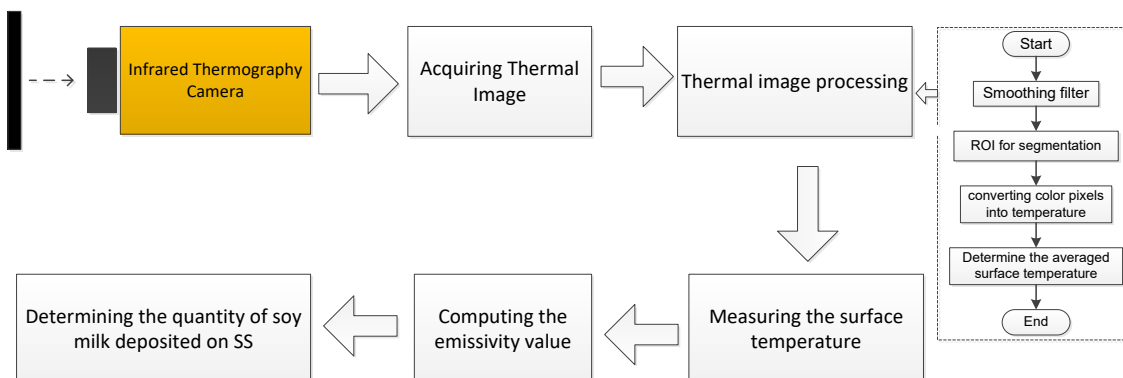 Infrared Thermography
Camera
Acquiring Thermal
Image
Thermal image processing
Start
Smoothing filter
ROI for segmentation
converting color pixels
into temperature
Determine the averaged
surface temperature
End
Measuring the surface
temperature
Computing the
emissivity value
Determining the quantity of soy
milk deposited on SS